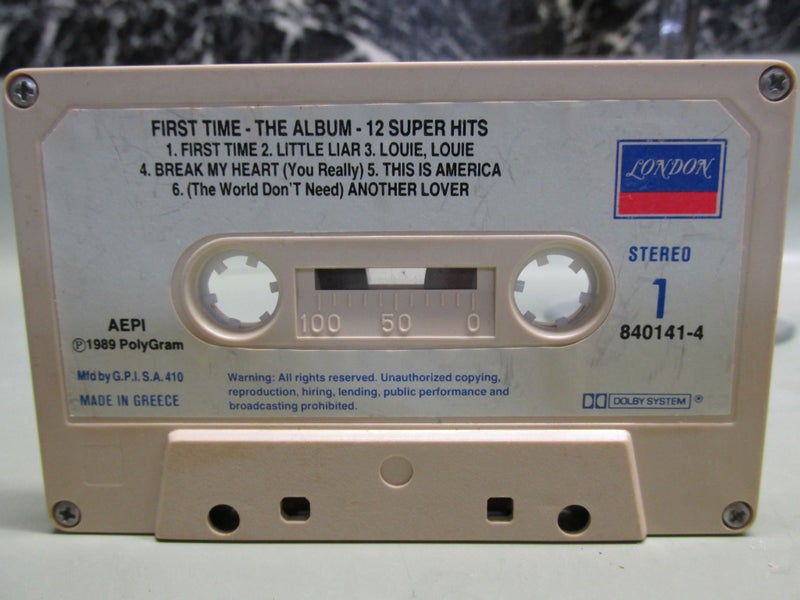 FIRST TIME - THE ALBUM - 12 SUPER HITS
1. FIRST TIME 2. LITTLE LIAR 3. LOUIE, LOUIE
4. BREAK MY HEART (You Really) 5. THIS IS AMERICA
6. (The World Don'T Need) ANOTHER LOVER
LONDON
STEREO
1
840141-4
100 50 0
AEPI
Ⓟ1989 PolyGram
Mfd by G.P.I. S.A. 410
MADE IN GREECE
Warning: All rights reserved. Unauthorized copying,
reproduction, hiring, lending, public performance and
broadcasting prohibited.
DOLBY SYSTEM ®